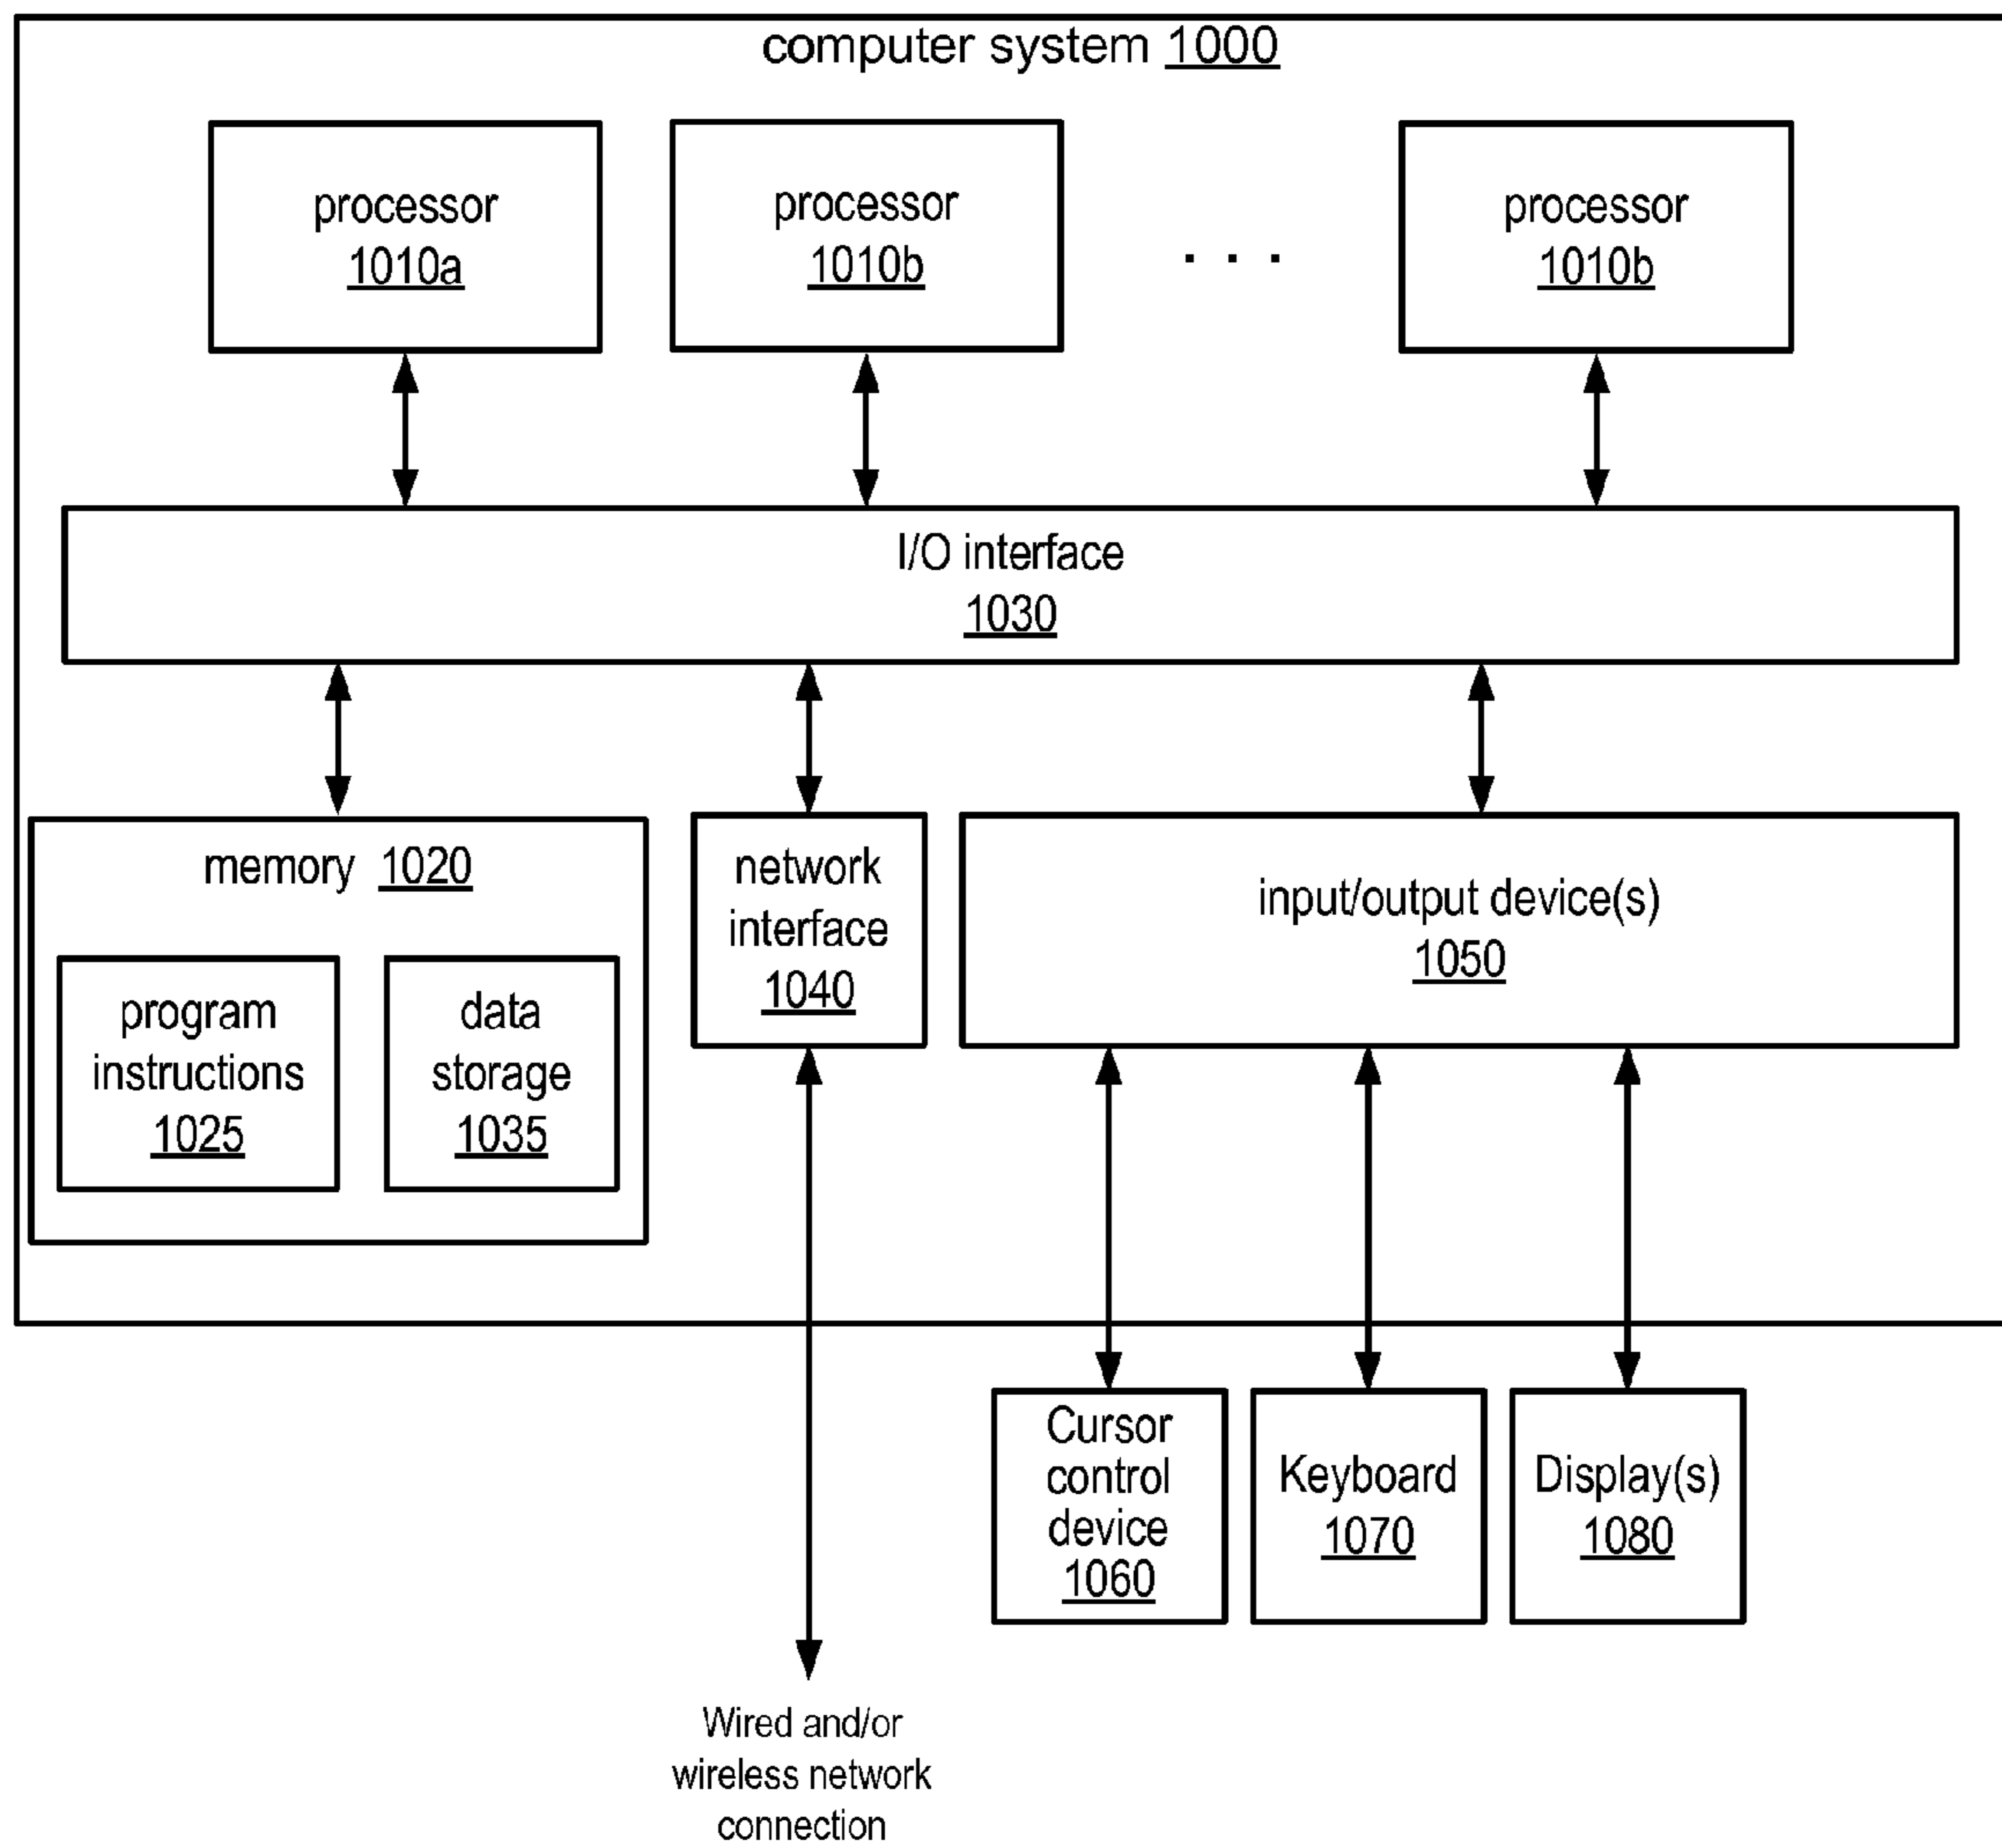 computer system 1000
processor
1010a
processor
1010b
. . .
processor
1010b
I/O interface
1030
memory 1020
program
instructions
1025
data
storage
1035
network
interface
1040
input/output device(s)
1050
Cursor
control
device
1060
Keyboard
1070
Display(s)
1080
Wired and/or
wireless network
connection